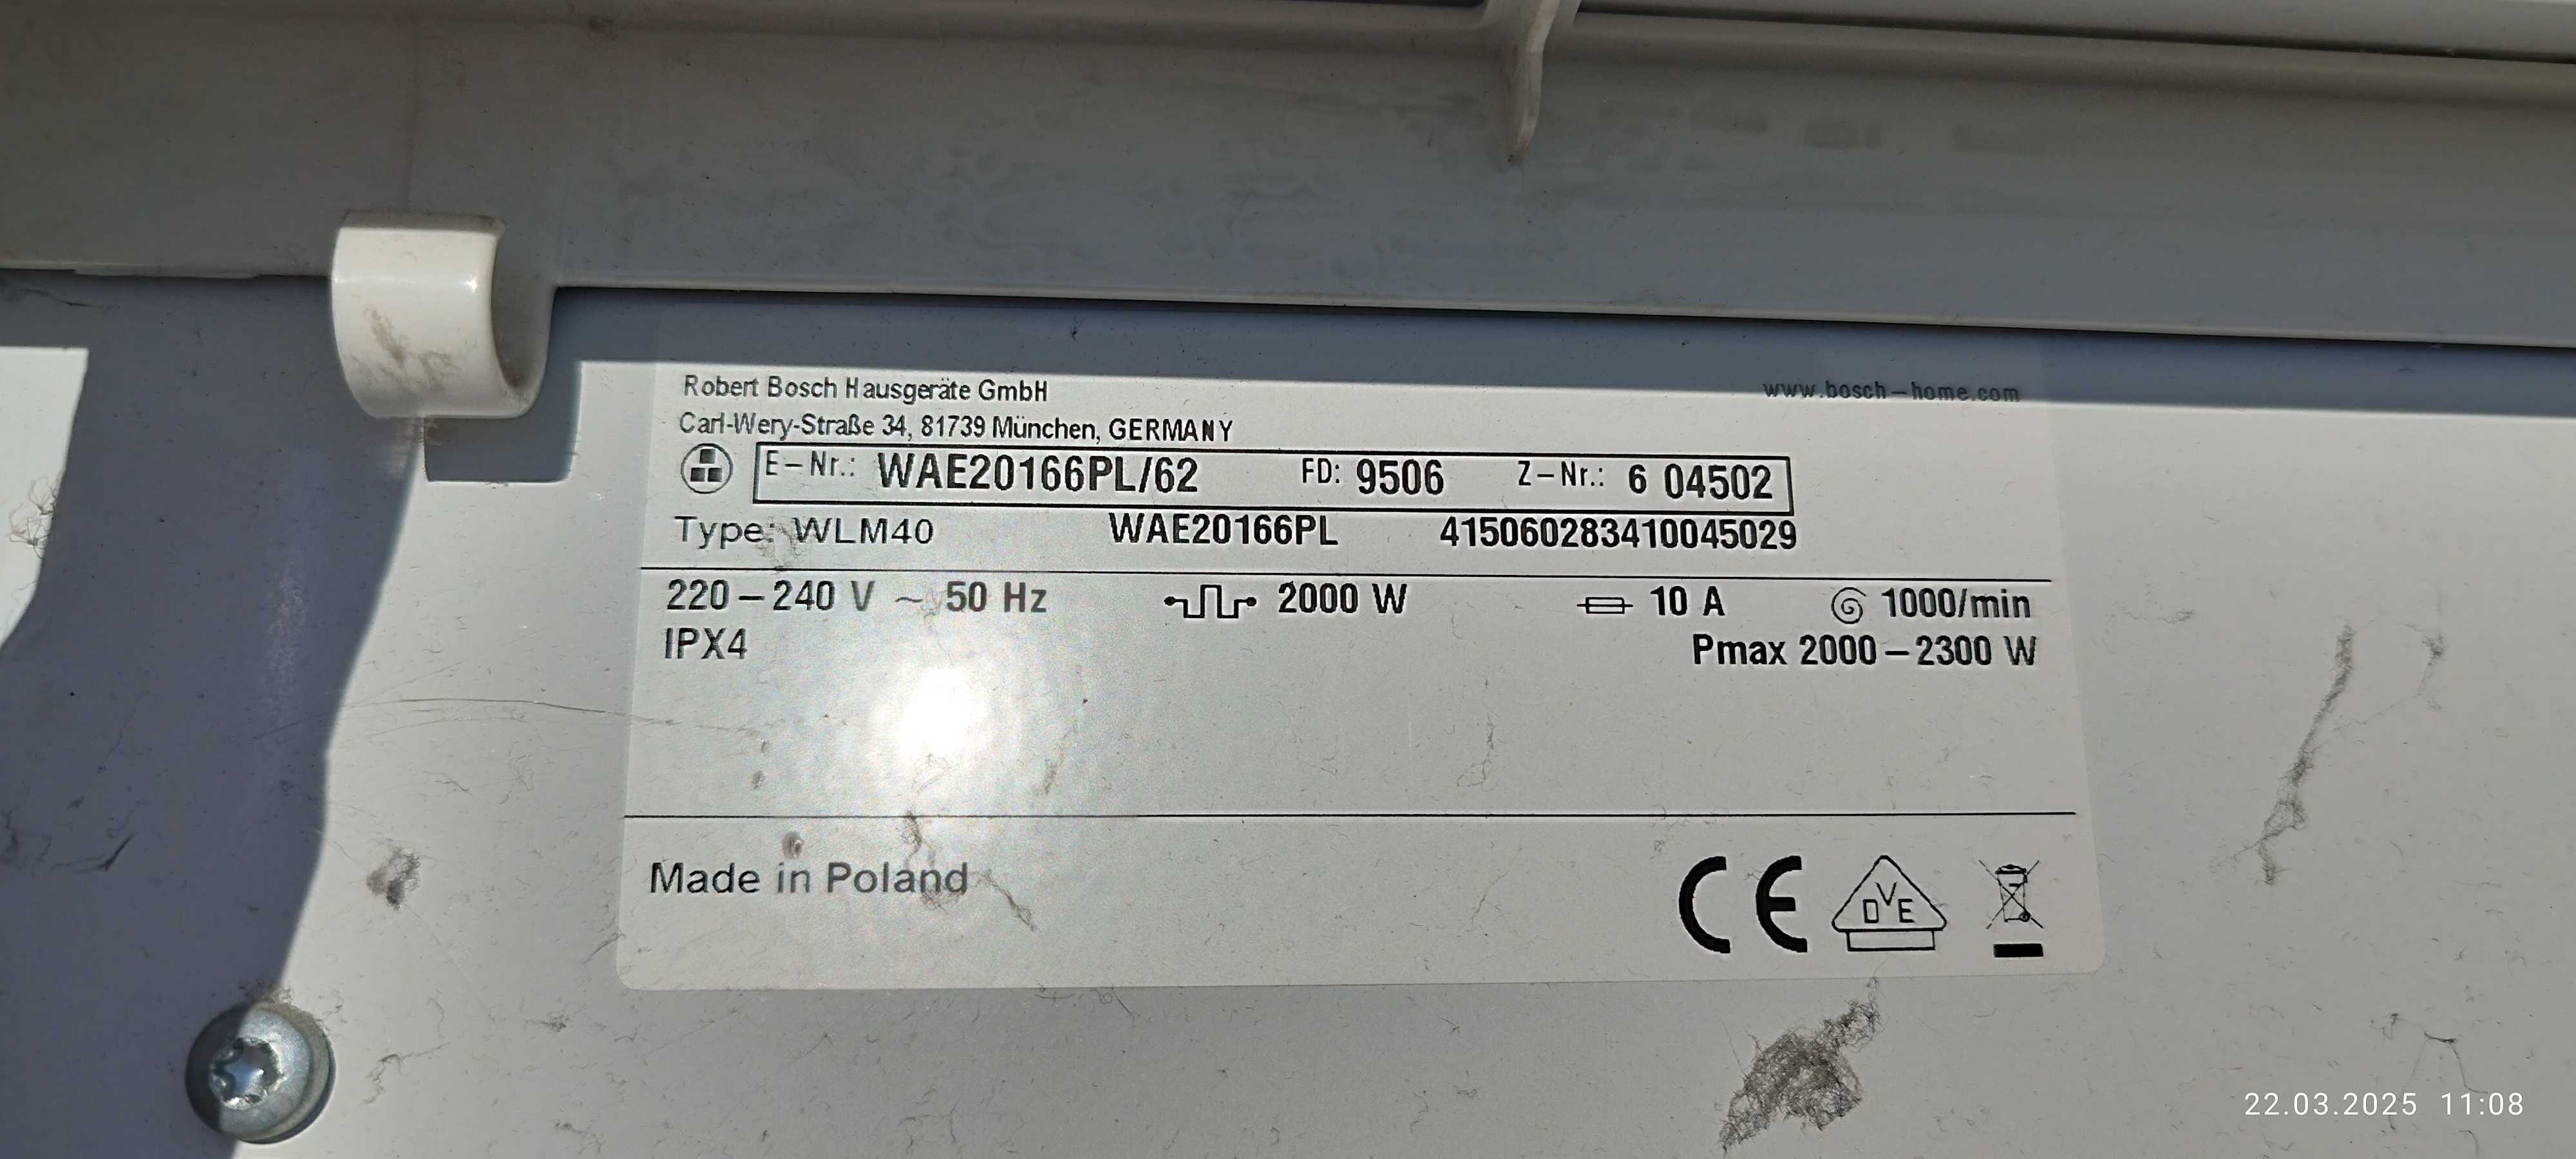 Robert Bosch Hausgeräte GmbH www.bosch-home.com
Carl-Wery-Straße 34, 81739 München, GERMANY
E-Nr.: WAE20166PL/62 FD: 9506 Z-Nr.: 6 04502
Type: WLM40 WAE20166PL 415060283410045029
220-240 V ~ 50 Hz 2000 W 10 A 1000/min
IPX4 Pmax 2000-2300 W
Made in Poland CE DVE
22.03.2025 11:08